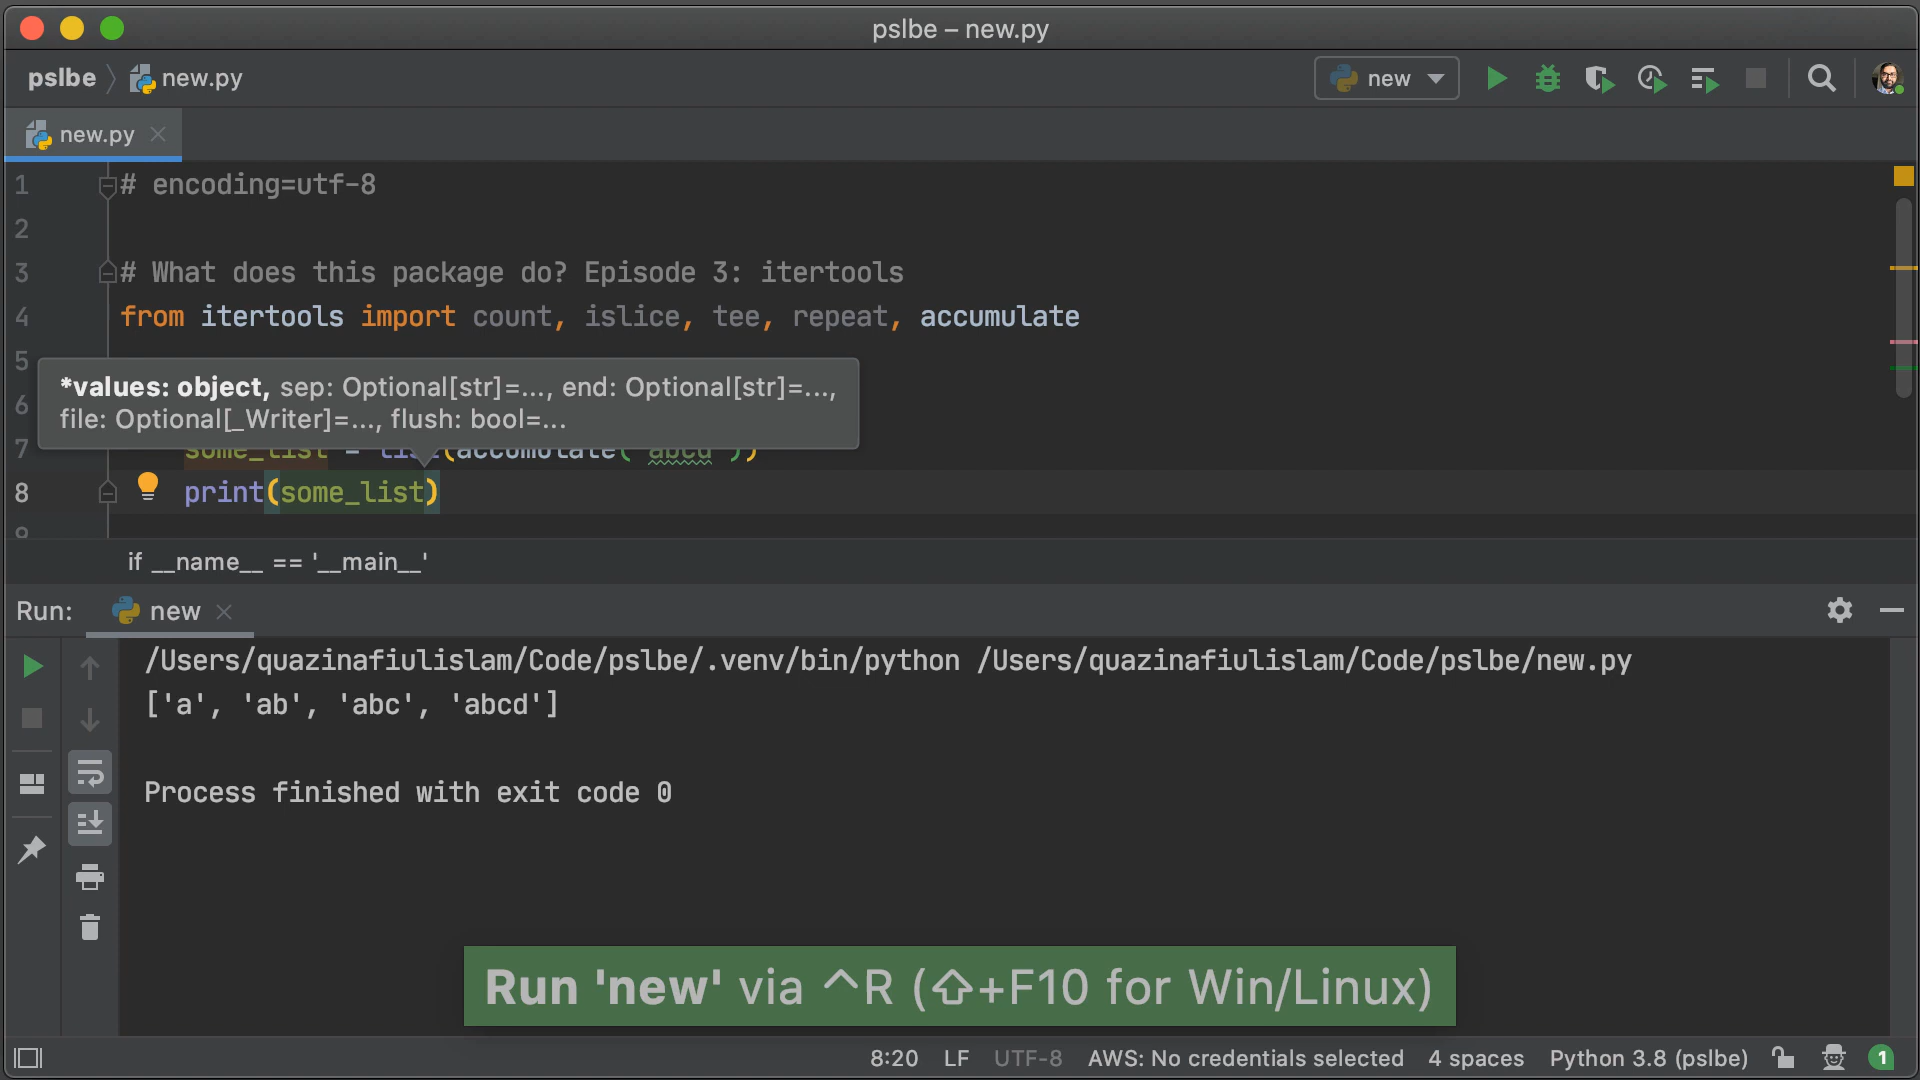 pslbe – new.py
pslbe new.py
new
new.py
1 # encoding=utf-8
2
3 # What does this package do? Episode 3: itertools
4 from itertools import count, islice, tee, repeat, accumulate
5
*values: object, sep: Optional[str]=..., end: Optional[str]=...,
6
file: Optional[_Writer]=..., flush: bool=...
7 some_list = list(accumulate('abcd'))
8 print(some_list)
9
if __name__ == '__main__'
Run: new
/Users/quazinafiulislam/Code/pslbe/.venv/bin/python /Users/quazinafiulislam/Code/pslbe/new.py
['a', 'ab', 'abc', 'abcd']
Process finished with exit code 0
Run 'new' via ^R (⇧+F10 for Win/Linux)
8:20 LF UTF-8 AWS: No credentials selected 4 spaces Python 3.8 (pslbe) 1